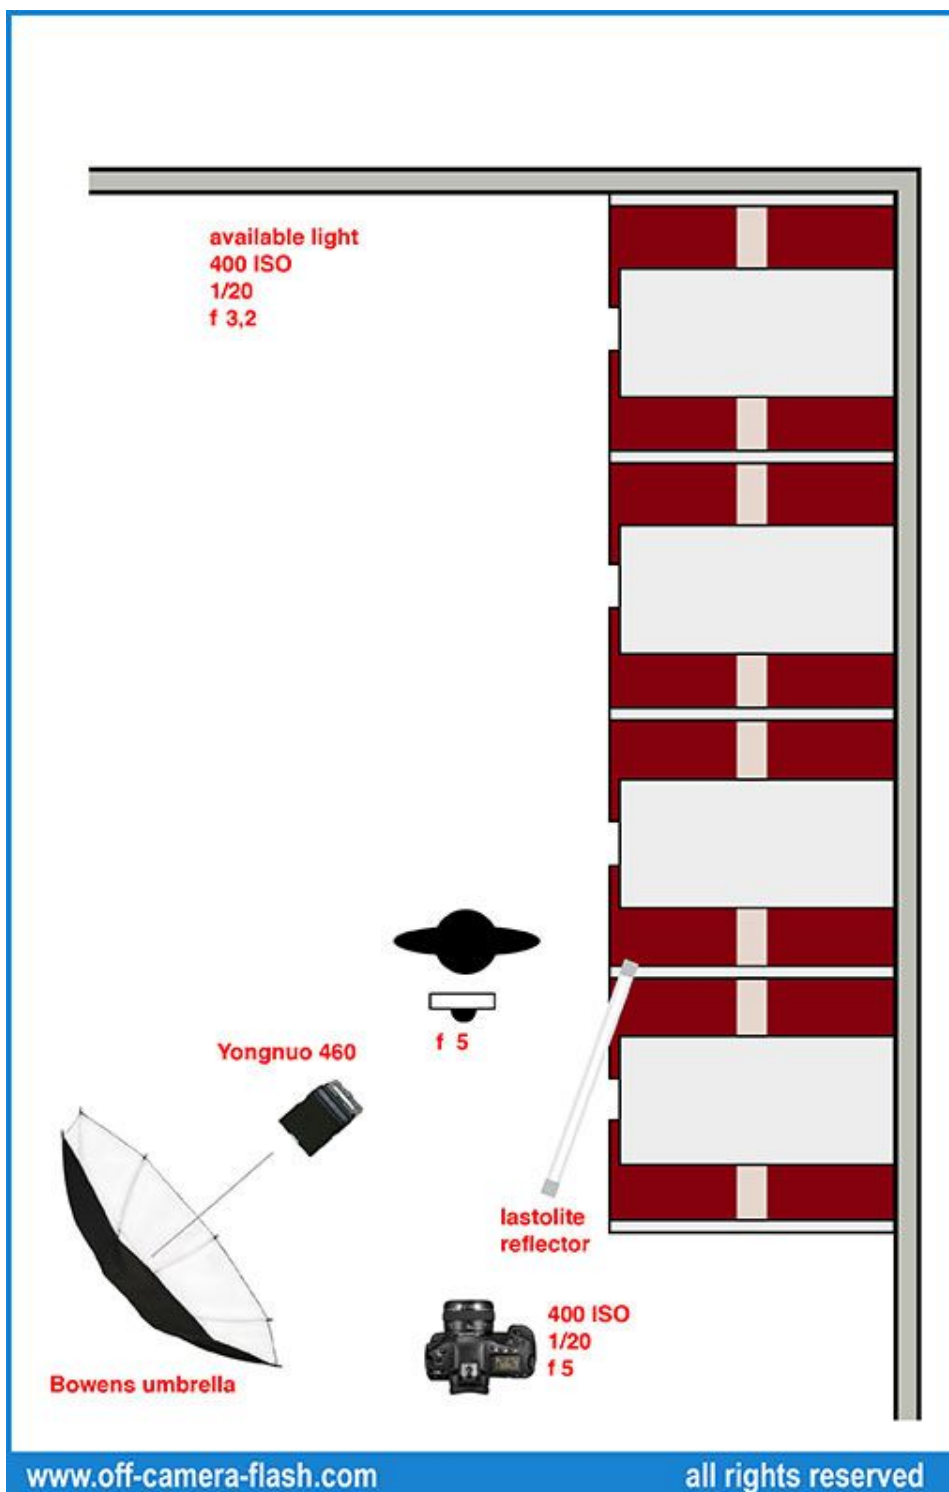 available light
400 ISO
1/20
f 3,2
f 5
Yongnuo 460
lastolite
reflector
400 ISO
1/20
f 5
Bowens umbrella
www.off-camera-flash.com
all rights reserved